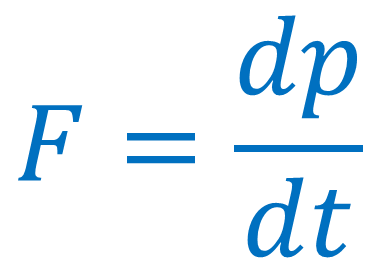 F = dp/dt